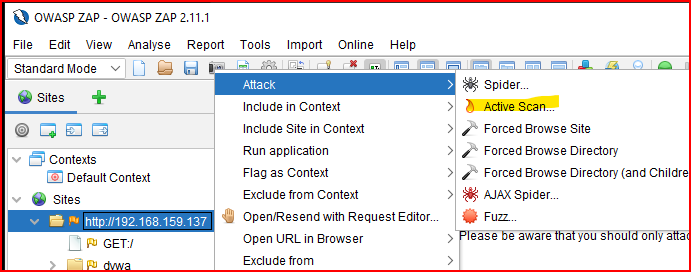 OWASP ZAP - OWASP ZAP 2.11.1
File Edit View Analyse Report Tools Import Online Help
Standard Mode
Sites
Contexts
Default Context
Sites
http://192.168.159.137
GET:/
dvwa
Attack
Include in Context
Include Site in Context
Run application
Flag as Context
Exclude from Context
Open/Resend with Request Editor...
Open URL in Browser
Exclude from
Spider...
Active Scan...
Forced Browse Site
Forced Browse Directory
Forced Browse Directory (and Childre
AJAX Spider...
Fuzz...
Please be aware that you should only attac